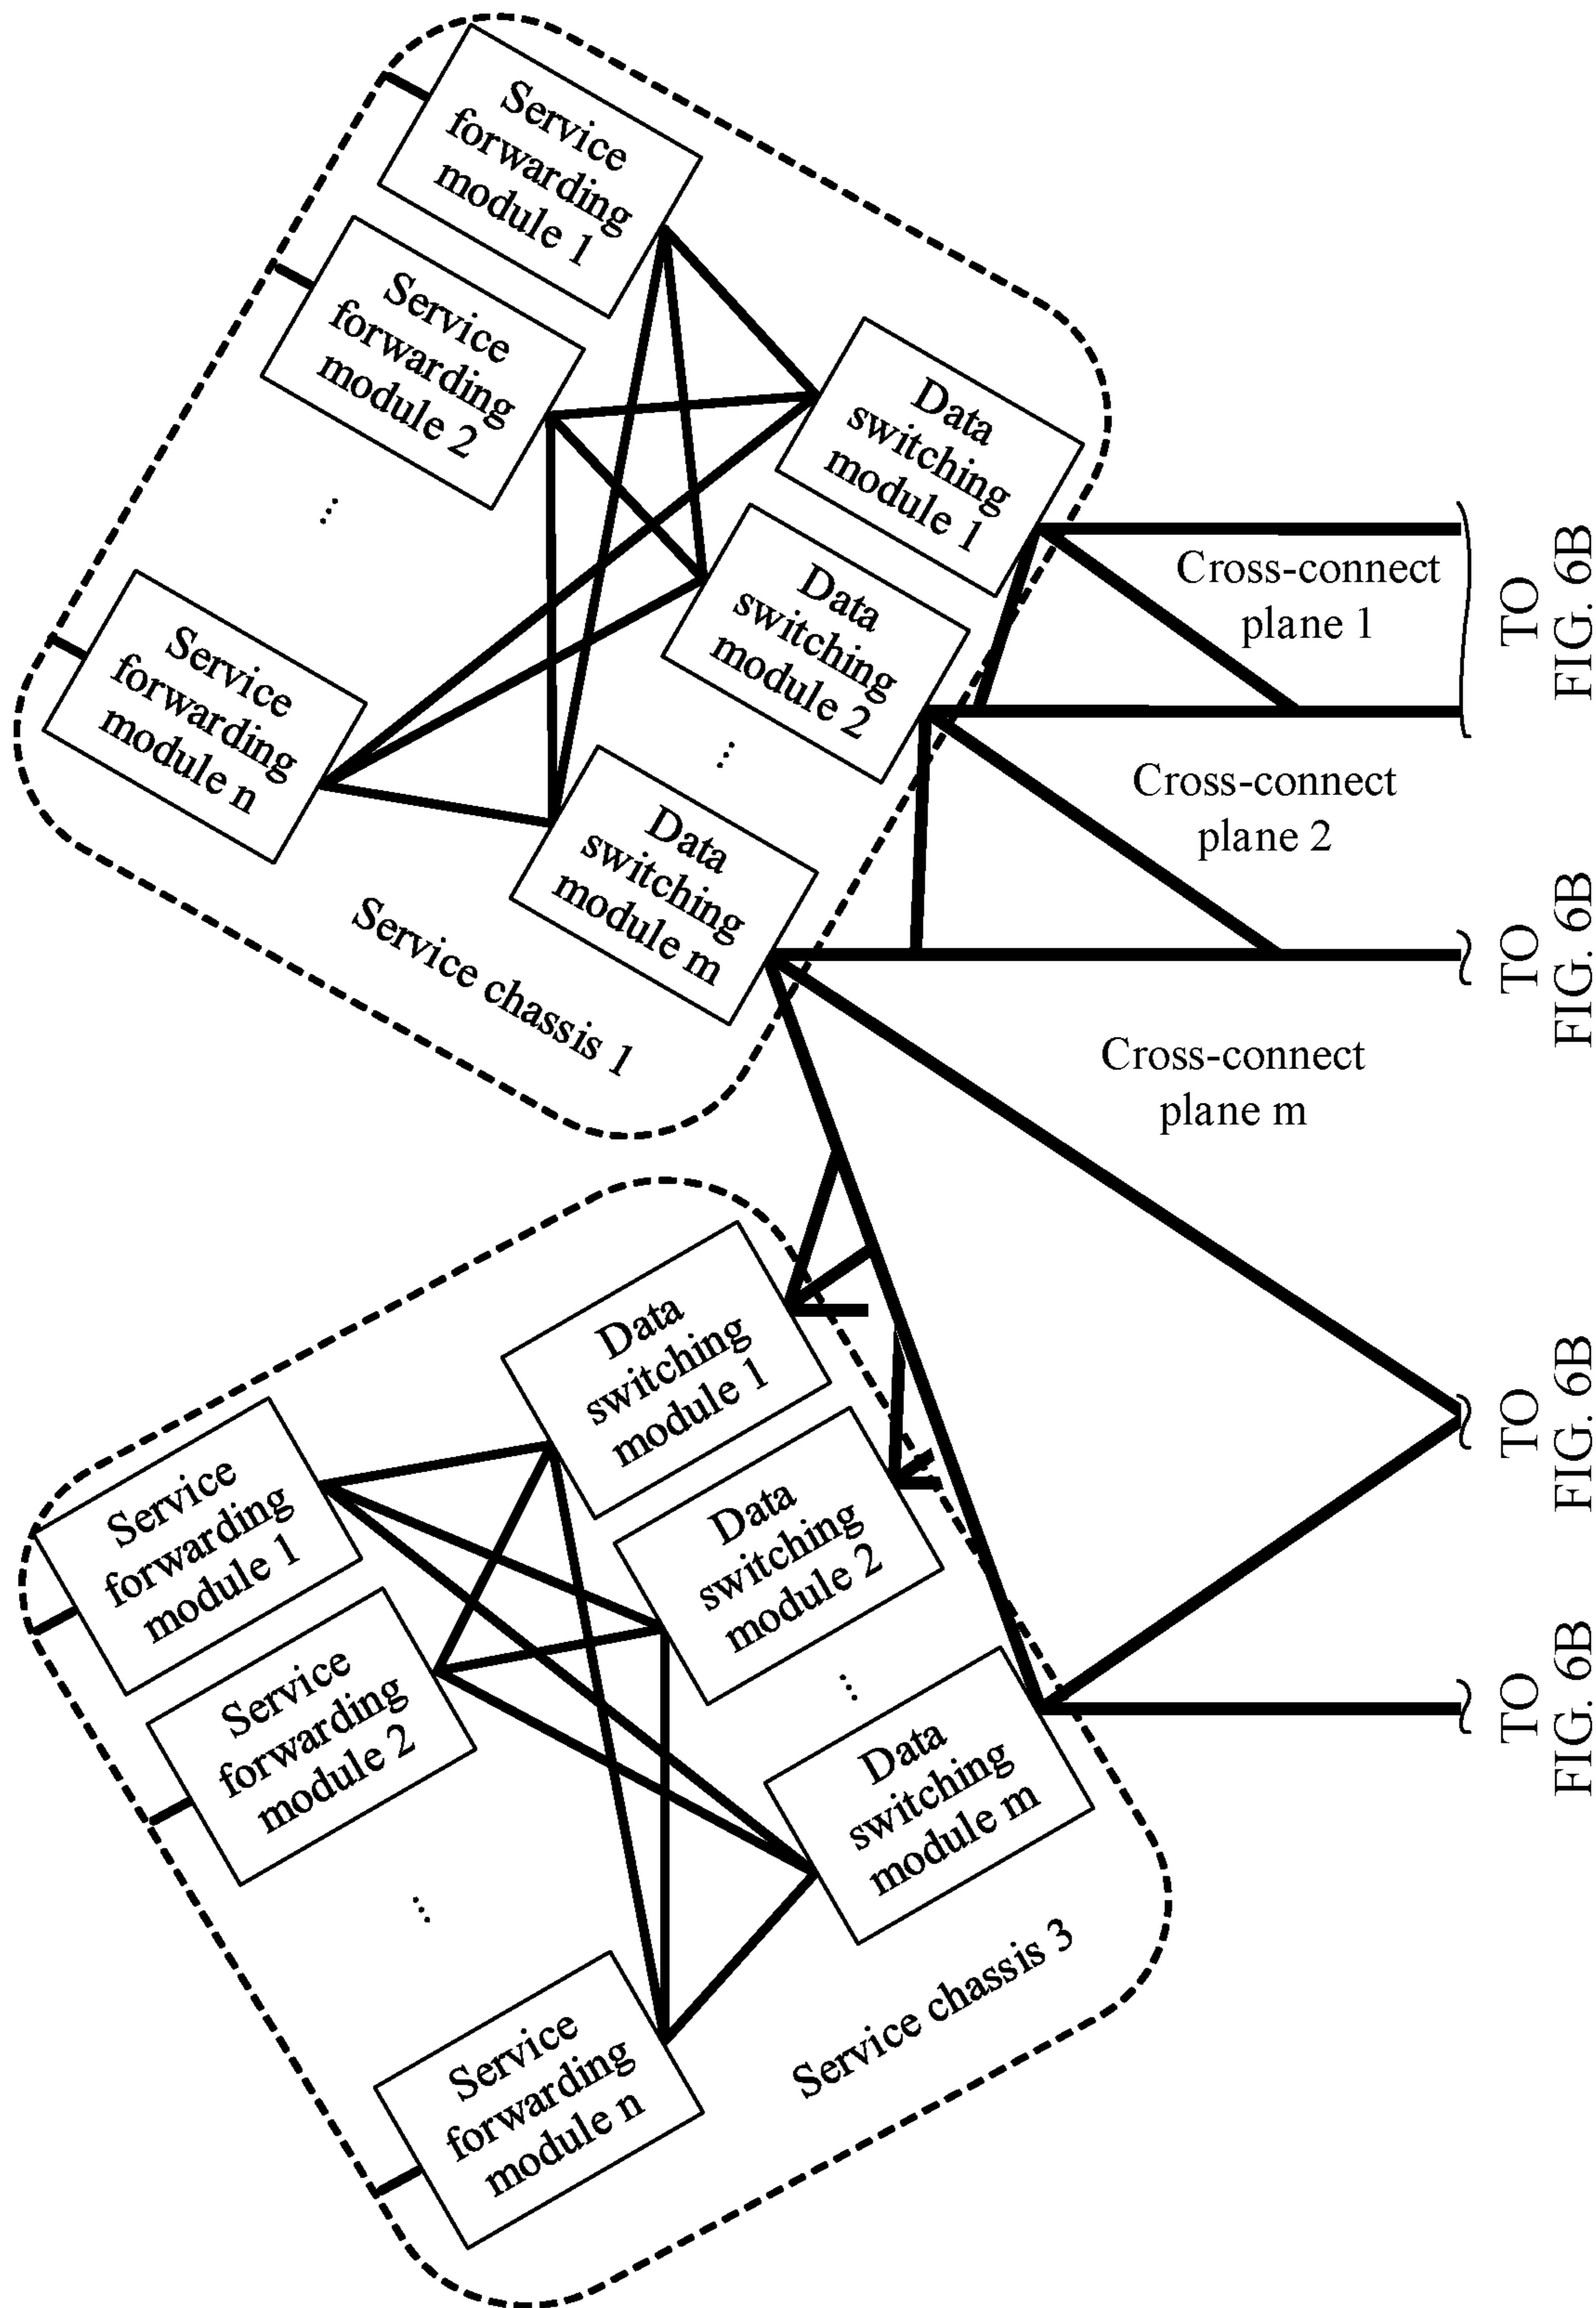 Service
forwarding
module 1
Service
forwarding
module 2
...
Service
forwarding
module n
Data
switching
module 1
Data
switching
module 2
...
Data
switching
module m
Service chassis 1
Cross-connect
plane 1
Cross-connect
plane 2
Cross-connect
plane m
TO
FIG. 6B
TO
FIG. 6B
TO
FIG. 6B
TO
FIG. 6B
Data
switching
module 1
Data
switching
module 2
...
Data
switching
module m
Service
forwarding
module 1
Service
forwarding
module 2
...
Service
forwarding
module n
Service chassis 3